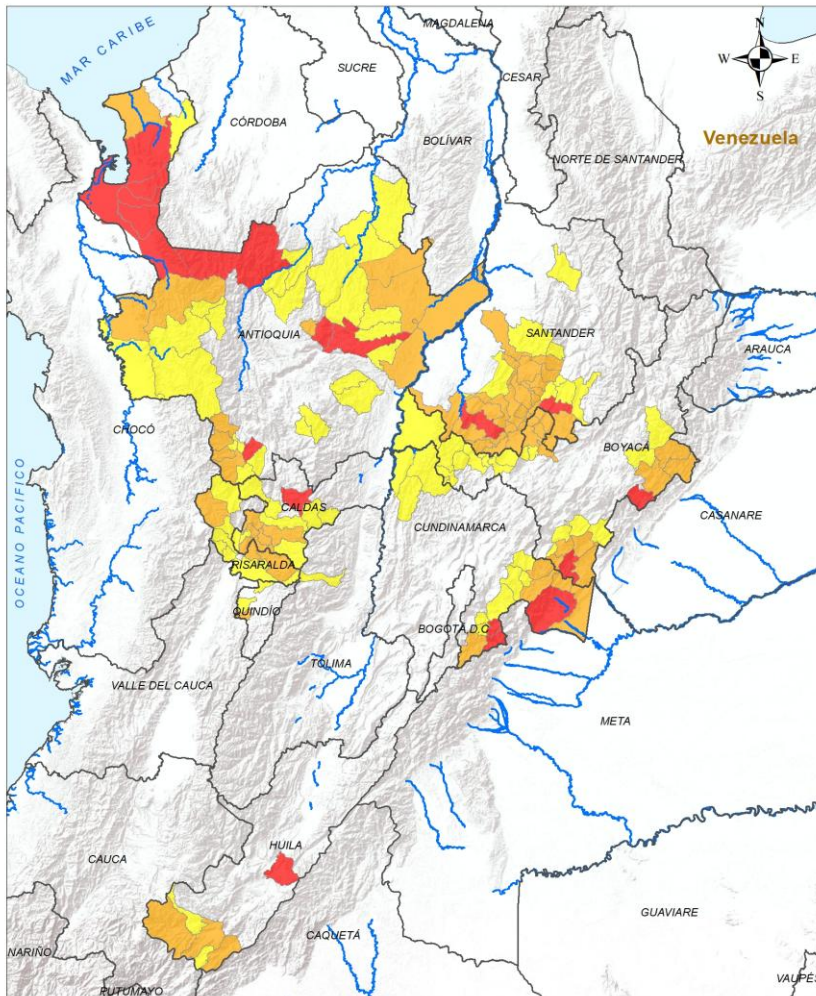 MAGDALENA
N
MAR CARIBE
W E
SUCRE
CESAR
S
CÓRDOBA
BOLÍVAR
Venezuela
NORTE DE SANTANDER
ANTIOQUIA
SANTANDER
ARAUCA
CHOCÓ
BOYACÁ
OCEANO PACIFICO
CALDAS
CUNDINAMARCA
CASANARE
RISARALDA
QUINDÍO
BOGOTÁ D.C
TOLIMA
VALLE DEL CAUCA
META
HUILA
CAUCA
GUAVIARE
CAQUETÁ
NARIÑO
PUTUMAYO
VAUPÉS